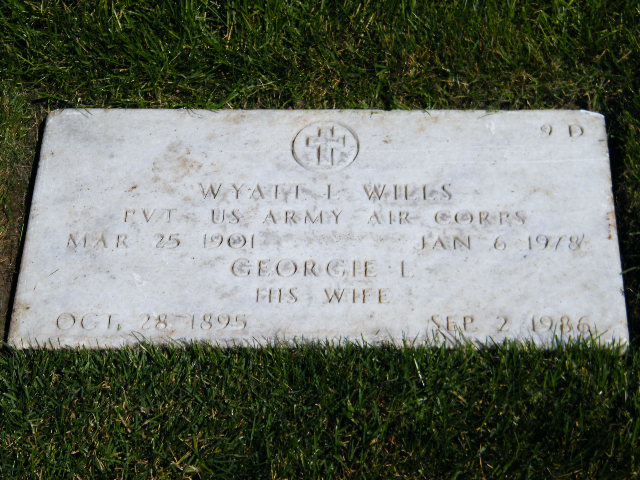 9 D
WYATT L WILLS
PVT US ARMY AIR CORPS
MAR 25 1901 JAN 6 1978
GEORGIE L
HIS WIFE
OCT 28 1895 SEP 2 1986